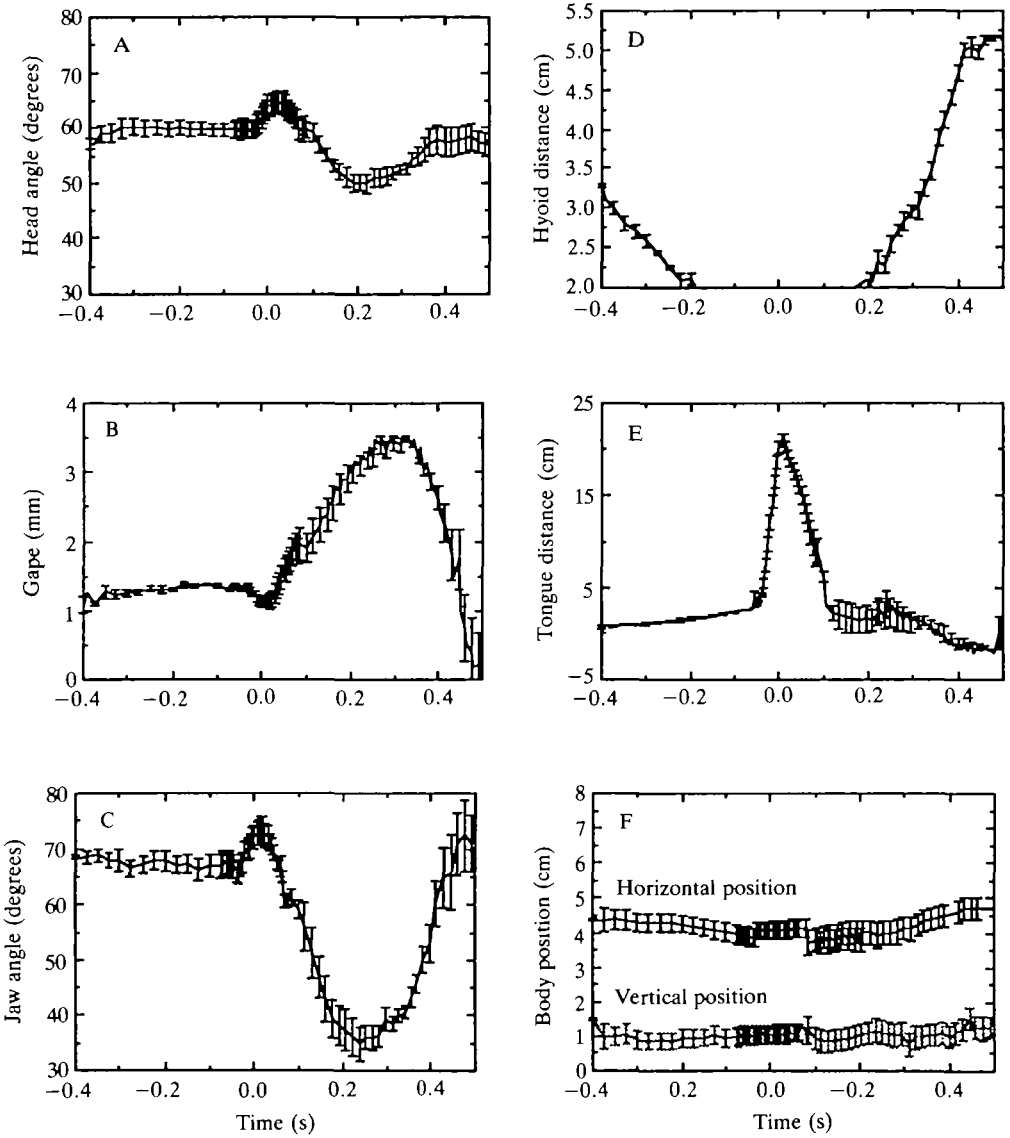 A
Head angle (degrees)
80
70
60
50
40
30
−0.4 −0.2 0.0 0.2 0.4
D
Hyoid distance (cm)
5.5
5.0
4.5
4.0
3.5
3.0
2.5
2.0
−0.4 −0.2 0.0 0.2 0.4
B
Gape (mm)
4
3
2
1
0
−0.4 −0.2 0.0 0.2 0.4
E
Tongue distance (cm)
25
15
5
−5
−0.4 −0.2 0.0 0.2 0.4
C
Jaw angle (degrees)
80
70
60
50
40
30
−0.4 −0.2 0.0 0.2 0.4
Time (s)
F
Body position (cm)
8
7
6
5
4
3
2
1
0
Horizontal position
Vertical position
−0.4 0.2 0.0 −0.2 0.4
Time (s)